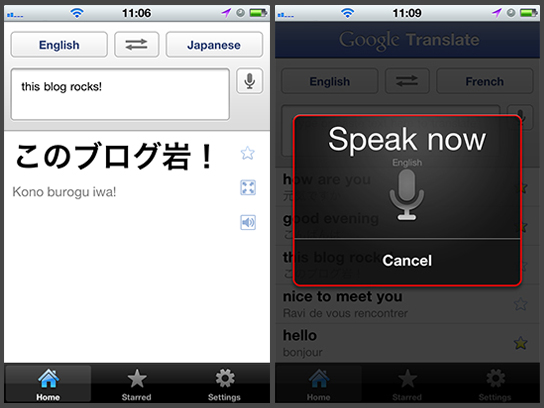 11:06
English
Japanese
this blog rocks!
このブログ岩！
Kono burogu iwa!
Home
Starred
Settings
11:09
Google Translate
English
French
Speak now
English
how are you
good evening
this blog rocks
Cancel
nice to meet you
Ravi de vous rencontrer
hello
bonjour
Home
Starred
Settings